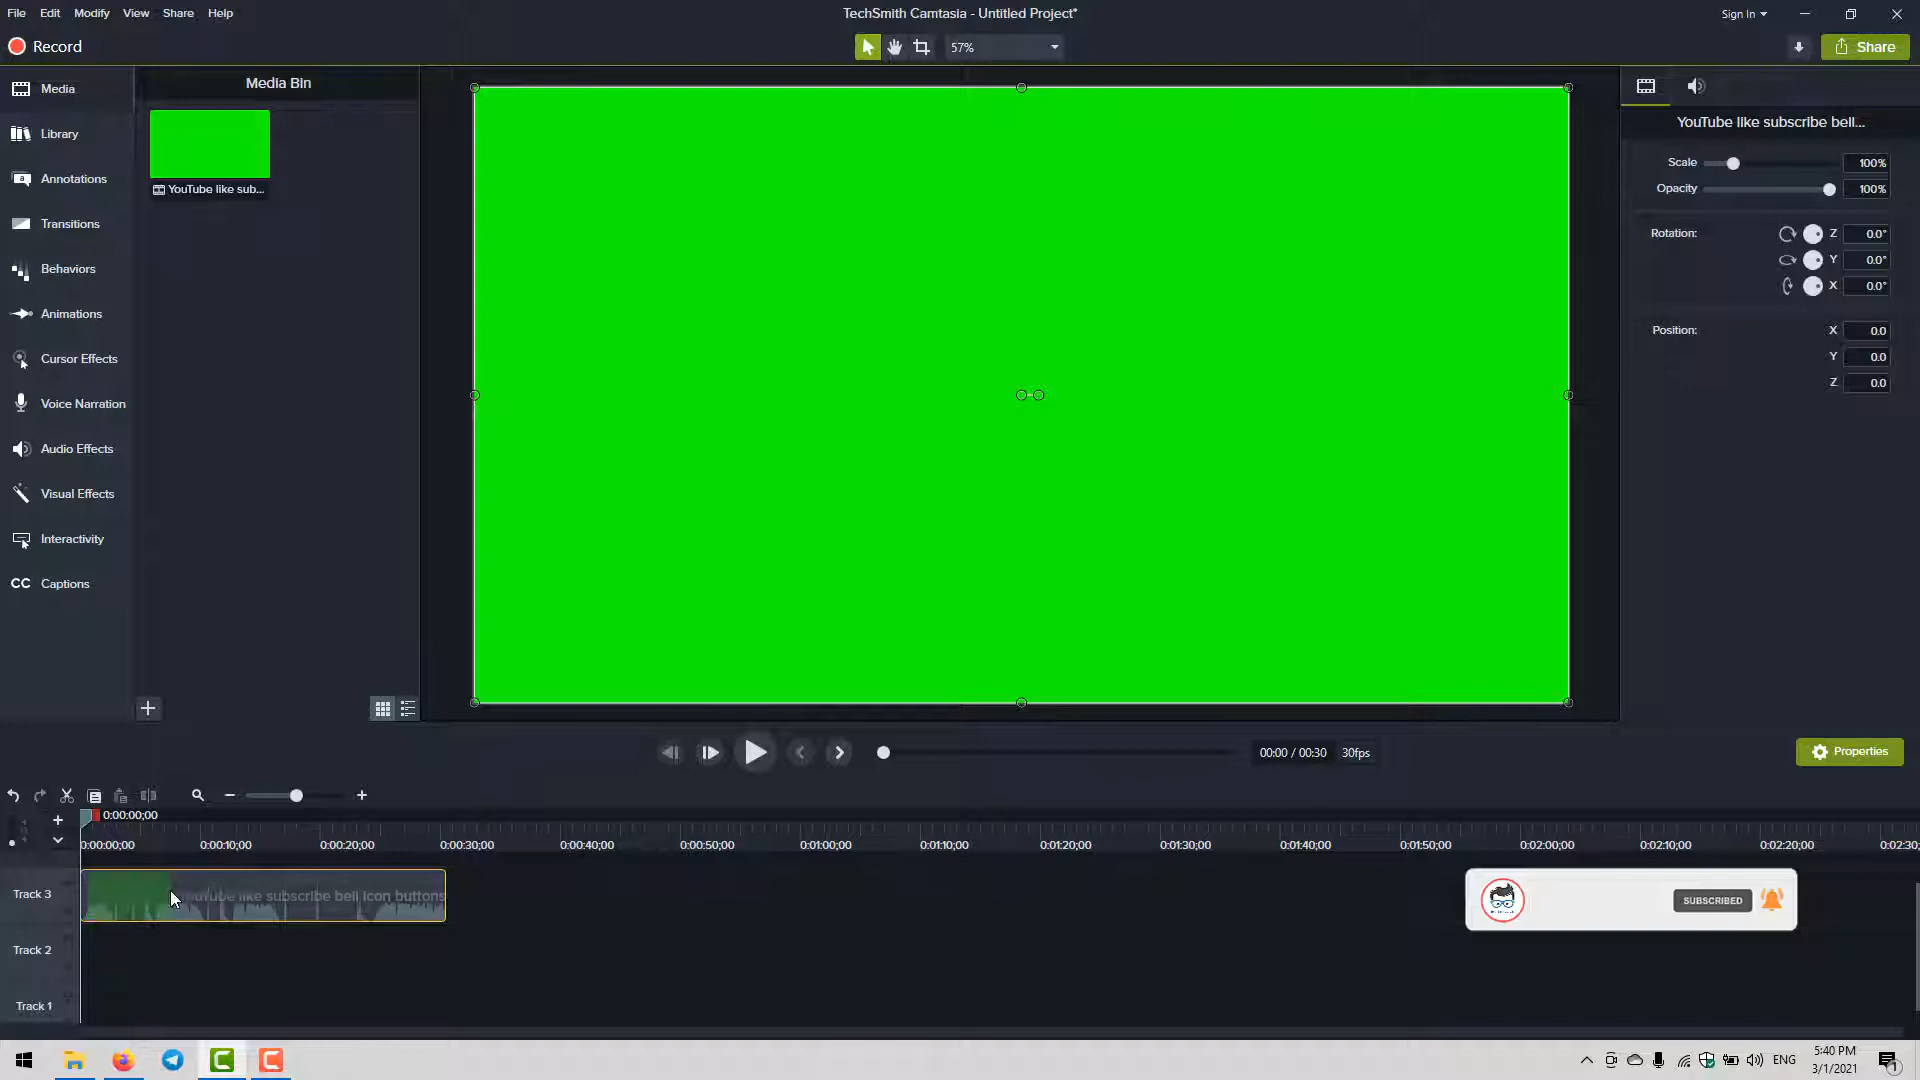 File Edit Modify View Share Help
TechSmith Camtasia - Untitled Project*
Sign In
Record
57%
Share
Media
Library
Annotations
Transitions
Behaviors
Animations
Cursor Effects
Voice Narration
Audio Effects
Visual Effects
Interactivity
CC Captions
Media Bin
YouTube like sub...
YouTube like subscribe bell...
Scale 100%
Opacity 100%
Rotation: Z 0.0°
Y 0.0°
X 0.0°
Position: X 0.0
Y 0.0
Z 0.0
00:00 / 00:30 30fps
Properties
0:00:00;00
0:00:00;00 0:00:10;00 0:00:20;00 0:00:30;00 0:00:40;00 0:00:50;00 0:01:00;00 0:01:10;00 0:01:20;00 0:01:30;00 0:01:40;00 0:01:50;00 0:02:00;00 0:02:10;00 0:02:20;00 0:02:30;
Track 3
YouTube like subscribe bell icon buttons
SUBSCRIBED
Track 2
Track 1
ENG
5:40 PM
3/1/2021
1